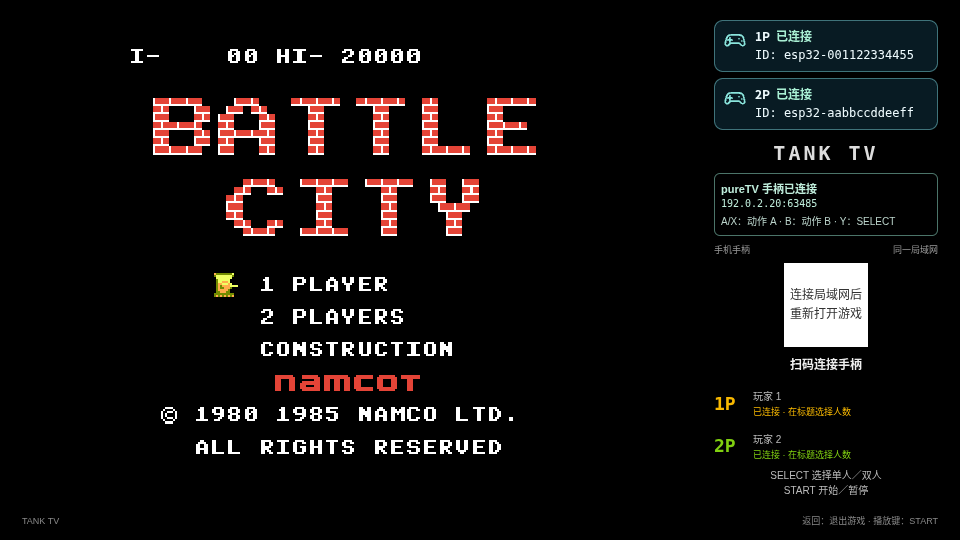 I-     00 HI- 20000
BATTLE
CITY
1 PLAYER
2 PLAYERS
CONSTRUCTION
namcot
© 1980 1985 NAMCO LTD.
ALL RIGHTS RESERVED
TANK TV
1P 已连接
ID: esp32-001122334455
2P 已连接
ID: esp32-aabbccddeeff
TANK TV
pureTV 手柄已连接
192.0.2.20:63485
A/X：动作 A · B：动作 B · Y：SELECT
手机手柄 同一局域网
连接局域网后
重新打开游戏
扫码连接手柄
1P 玩家 1
已连接 · 在标题选择人数
2P 玩家 2
已连接 · 在标题选择人数
SELECT 选择单人／双人
START 开始／暂停
返回：退出游戏 · 播放键：START